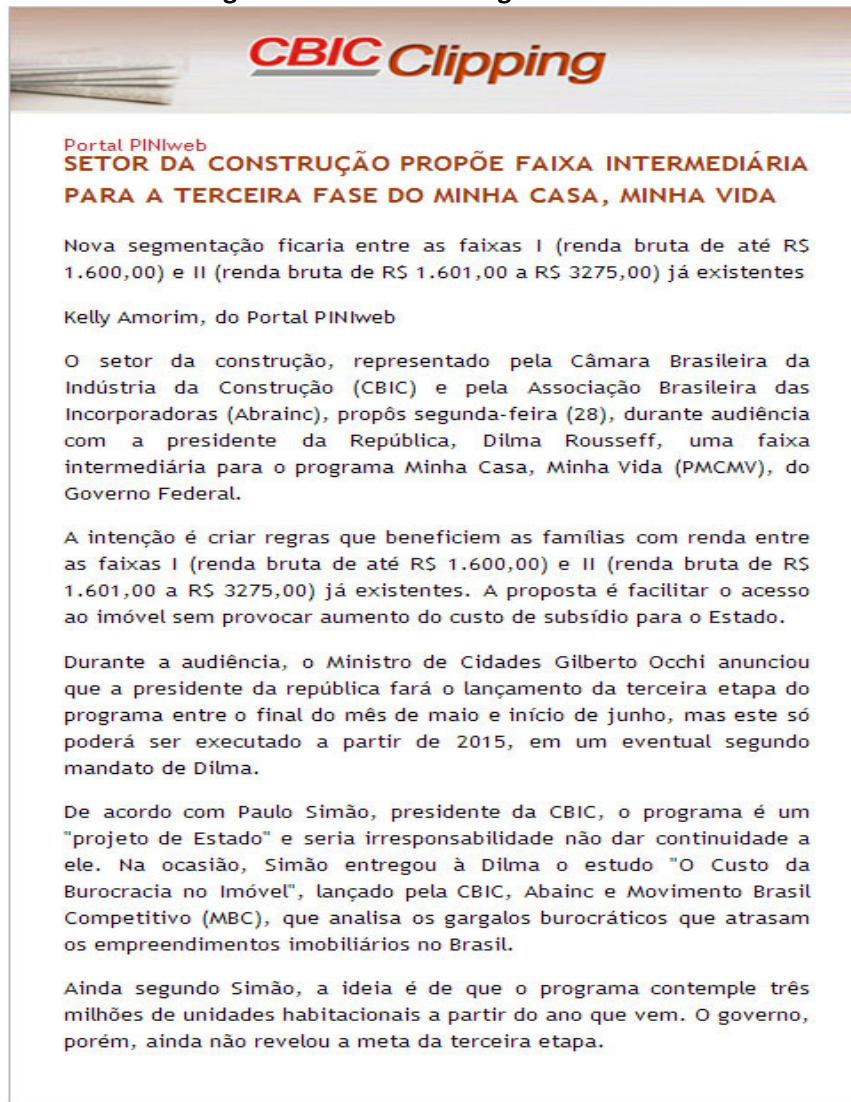 CBIC Clipping
Portal PINIweb
SETOR DA CONSTRUÇÃO PROPÕE FAIXA INTERMEDIÁRIA
PARA A TERCEIRA FASE DO MINHA CASA, MINHA VIDA
Nova segmentação ficaria entre as faixas I (renda bruta de até R$
1.600,00) e II (renda bruta de R$ 1.601,00 a R$ 3275,00) já existentes
Kelly Amorim, do Portal PINIweb
O setor da construção, representado pela Câmara Brasileira da
Indústria da Construção (CBIC) e pela Associação Brasileira das
Incorporadoras (Abrainc), propôs segunda-feira (28), durante audiência
com a presidente da República, Dilma Rousseff, uma faixa
intermediária para o programa Minha Casa, Minha Vida (PMCMV), do
Governo Federal.
A intenção é criar regras que beneficiem as famílias com renda entre
as faixas I (renda bruta de até R$ 1.600,00) e II (renda bruta de R$
1.601,00 a R$ 3275,00) já existentes. A proposta é facilitar o acesso
ao imóvel sem provocar aumento do custo de subsídio para o Estado.
Durante a audiência, o Ministro de Cidades Gilberto Occhi anunciou
que a presidente da república fará o lançamento da terceira etapa do
programa entre o final do mês de maio e início de junho, mas este só
poderá ser executado a partir de 2015, em um eventual segundo
mandato de Dilma.
De acordo com Paulo Simão, presidente da CBIC, o programa é um
"projeto de Estado" e seria irresponsabilidade não dar continuidade a
ele. Na ocasião, Simão entregou à Dilma o estudo "O Custo da
Burocracia no Imóvel", lançado pela CBIC, Abainc e Movimento Brasil
Competitivo (MBC), que analisa os gargalos burocráticos que atrasam
os empreendimentos imobiliários no Brasil.
Ainda segundo Simão, a ideia é de que o programa contemple três
milhões de unidades habitacionais a partir do ano que vem. O governo,
porém, ainda não revelou a meta da terceira etapa.